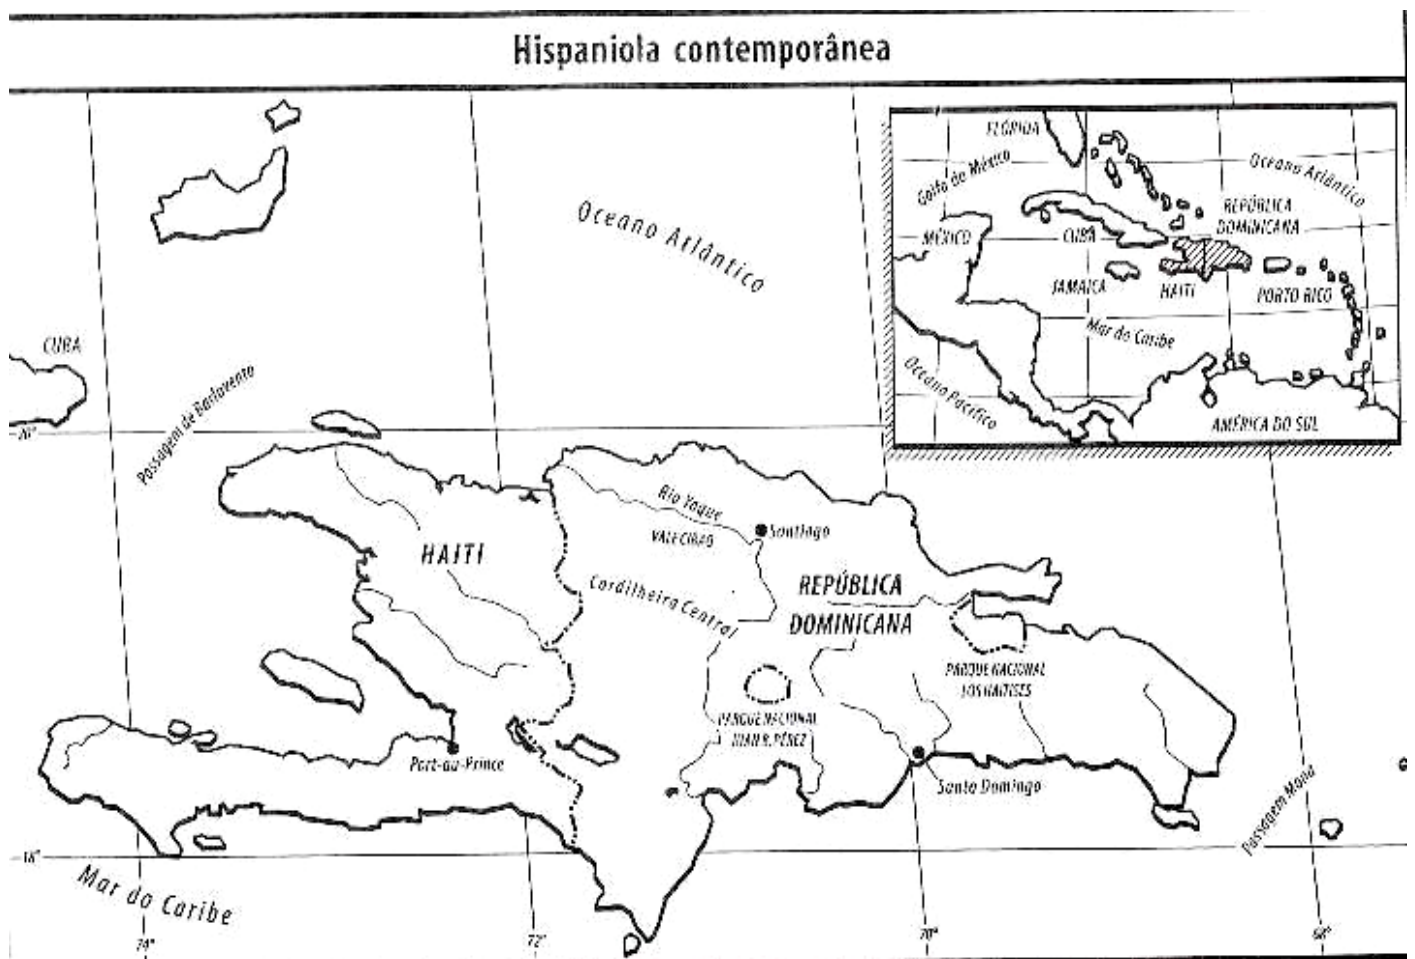 Hispaniola contemporânea
FLÓRIDA
Golfo do México
Oceano Atlântico
REPÚBLICA
DOMINICANA
MÉXICO
CUBA
JAMAICA
HAITI
PORTO RICO
Mar do Caribe
Oceano Pacífico
AMÉRICA DO SUL
Oceano Atlântico
CUBA
Passagem de Barlavento
20°
Rio Yaque
Santiago
VALE CIBAO
HAITI
Cordilheira Central
REPÚBLICA
DOMINICANA
PARQUE NACIONAL
LOS HAITISES
PARQUE NACIONAL
JUAN B. PÉREZ
Port-au-Prince
Santo Domingo
Passagem Mona
18°
Mar do Caribe
74°
72°
70°
68°